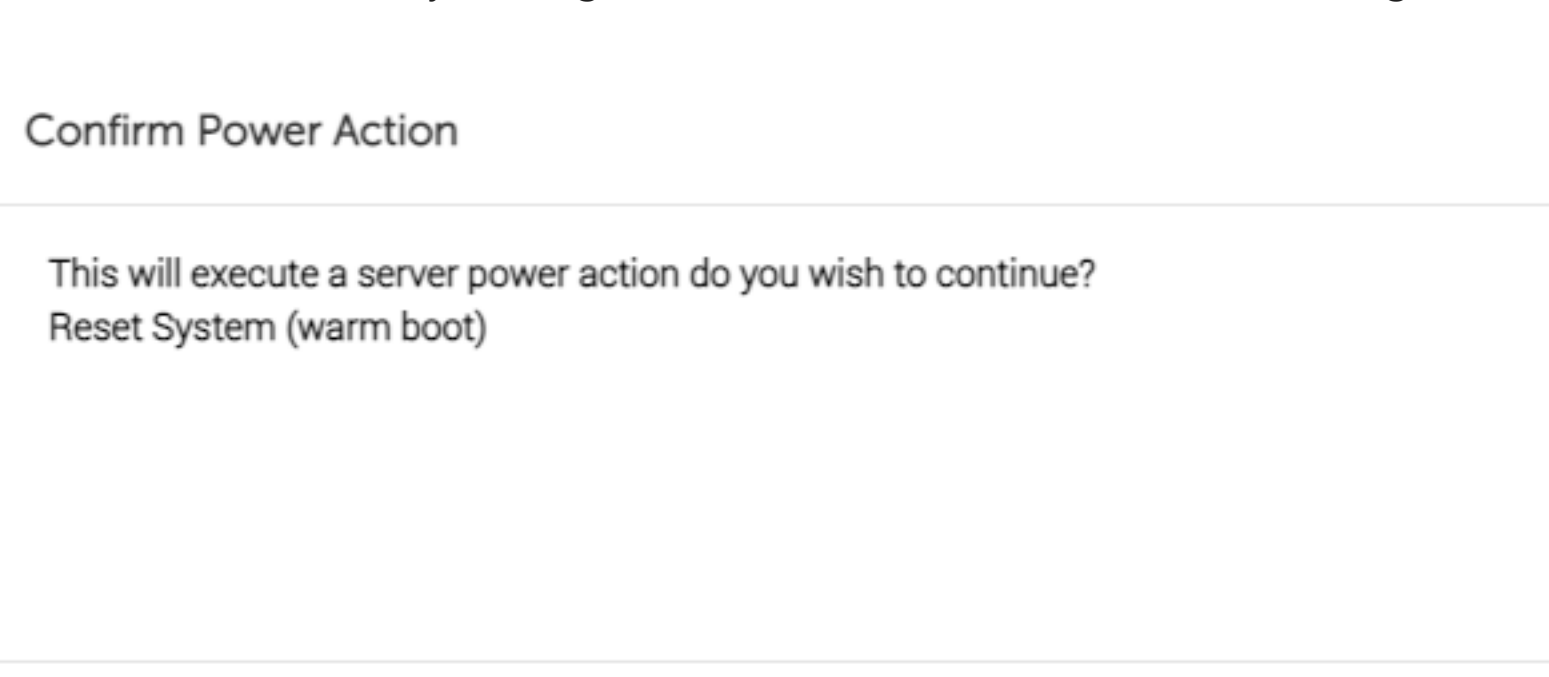 Confirm Power Action
This will execute a server power action do you wish to continue?
Reset System (warm boot)